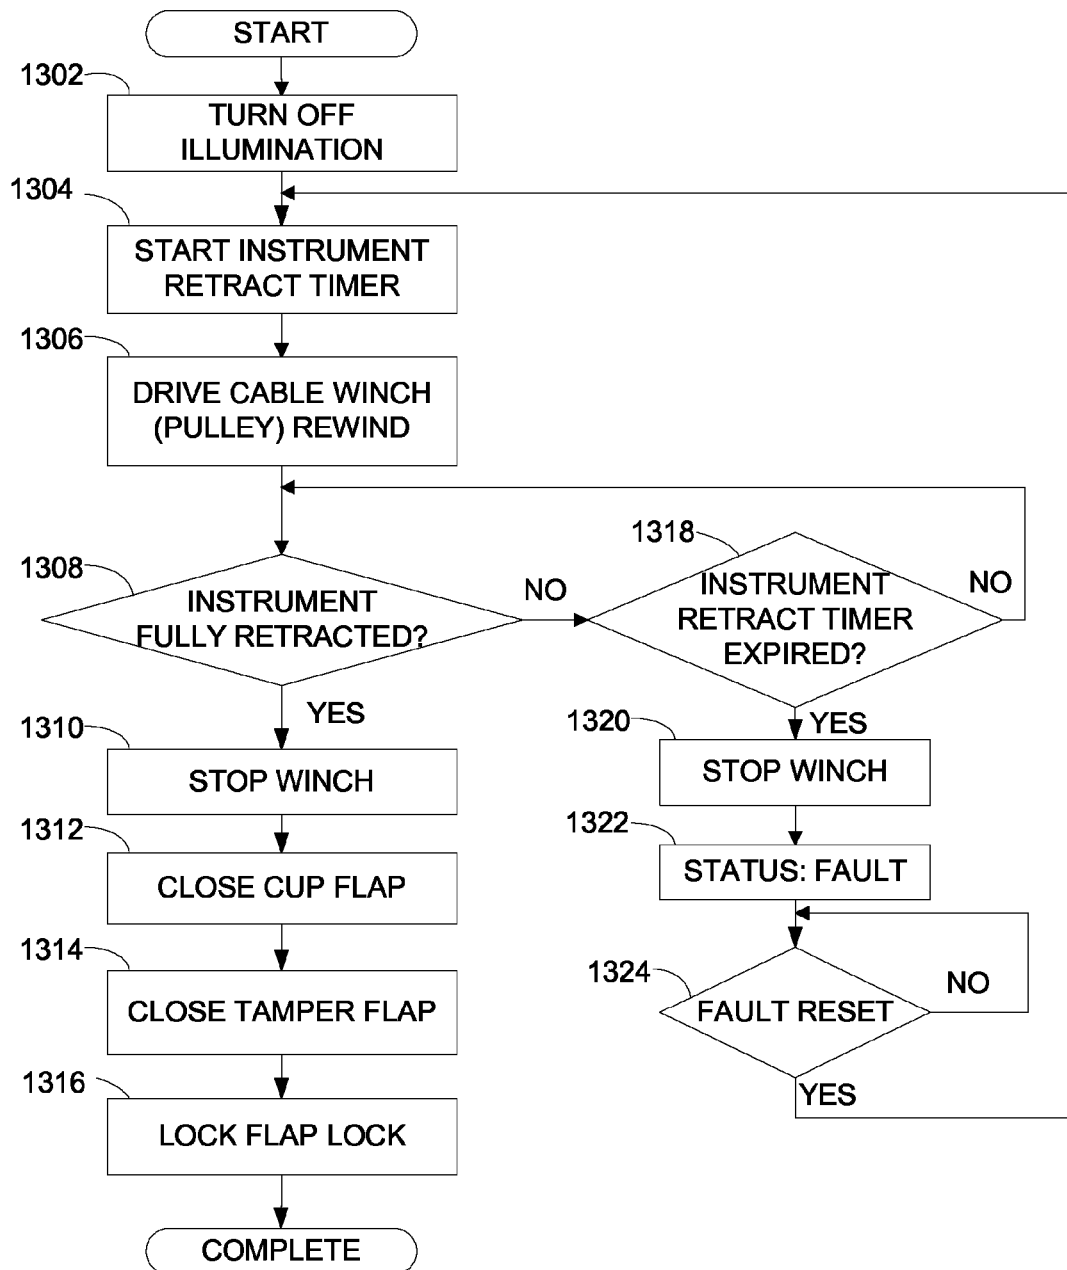 START
1302
TURN OFF
ILLUMINATION
1304
START INSTRUMENT
RETRACT TIMER
1306
DRIVE CABLE WINCH
(PULLEY) REWIND
1308
INSTRUMENT
FULLY RETRACTED?
NO
YES
1318
INSTRUMENT
RETRACT TIMER
EXPIRED?
NO
YES
1310
STOP WINCH
1312
CLOSE CUP FLAP
1314
CLOSE TAMPER FLAP
1316
LOCK FLAP LOCK
COMPLETE
1320
STOP WINCH
1322
STATUS: FAULT
1324
FAULT RESET
NO
YES